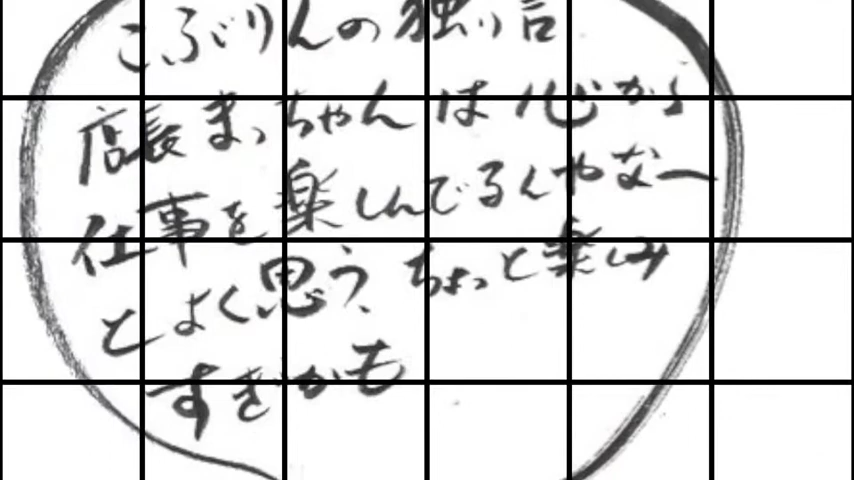 こぶりんの独り言
店長まっちゃんは心から
仕事を楽しんでるんやなー
とよく思う。ちょっと楽しみ
すぎかも